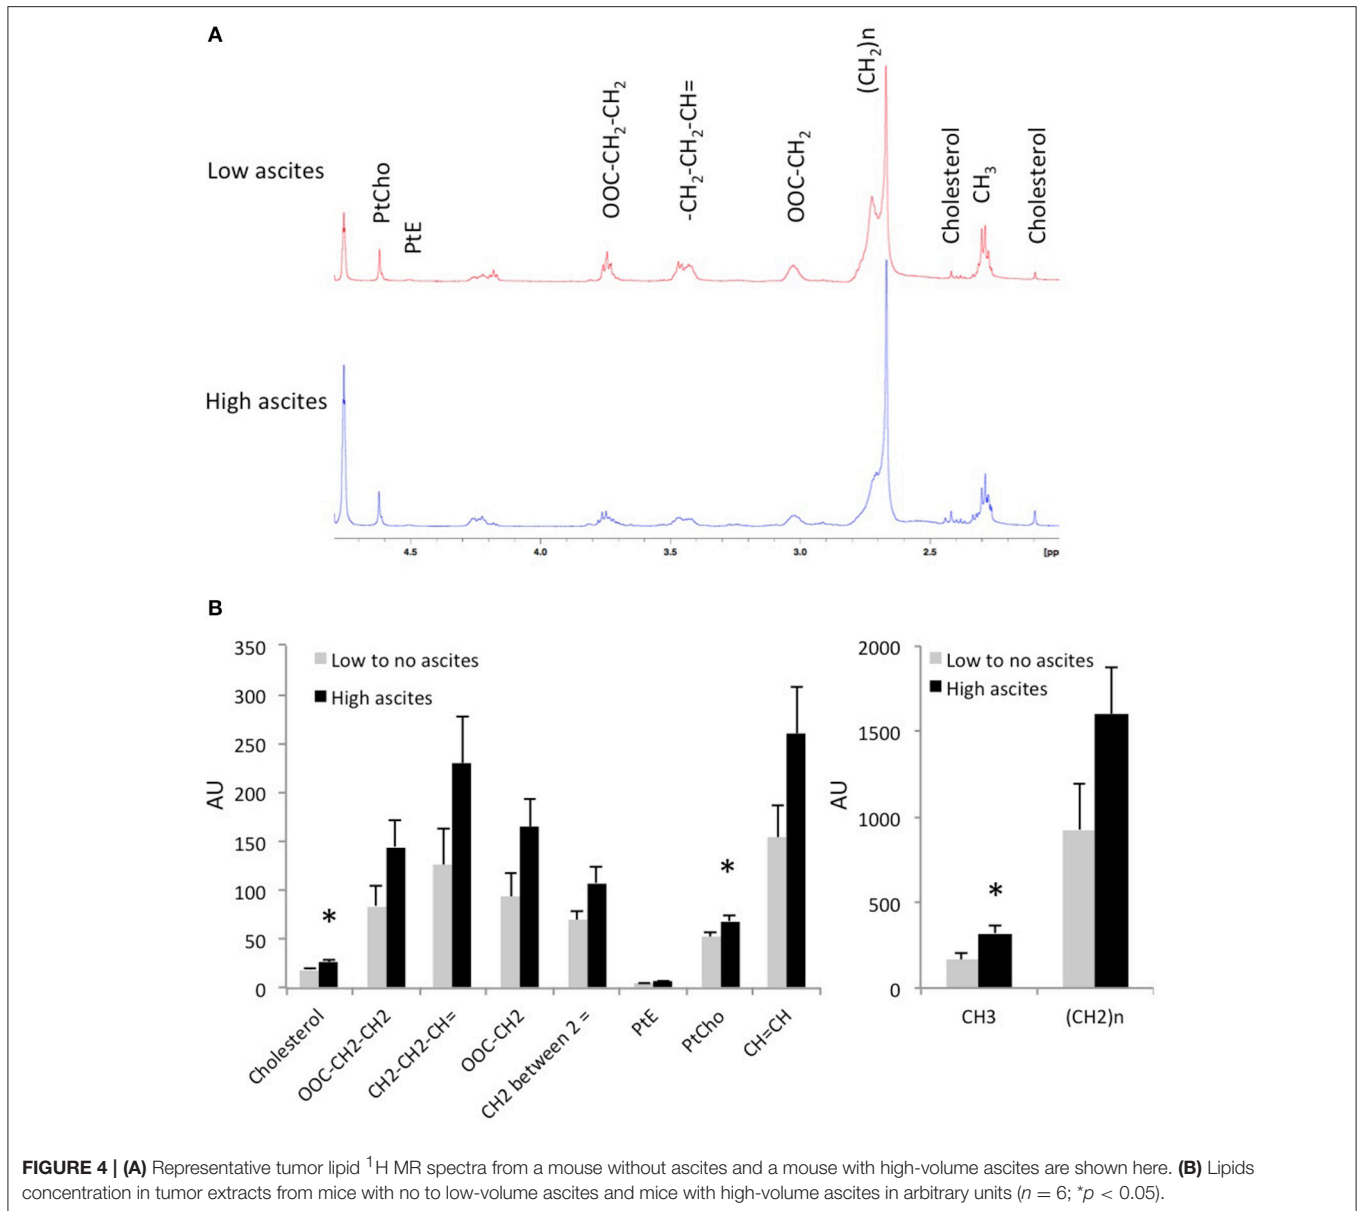 A
Low ascites
PtCho
PtE
OOC-CH₂-CH₂
-CH₂-CH₂-CH=
OOC-CH₂
(CH₂)n
Cholesterol
CH₃
Cholesterol
High ascites
4.5 4.0 3.5 3.0 2.5 [pp
B
350
300
250
200
150
100
50
0
AU
Low to no ascites
High ascites
*
*
Cholesterol
OOC-CH2-CH2
CH2-CH2-CH=
OOC-CH2
CH2 between 2 =
PtE
PtCho
CH=CH
2000
1500
1000
500
0
AU
Low to no ascites
High ascites
*
CH3 (CH2)n
FIGURE 4 | (A) Representative tumor lipid ¹H MR spectra from a mouse without ascites and a mouse with high-volume ascites are shown here. (B) Lipids
concentration in tumor extracts from mice with no to low-volume ascites and mice with high-volume ascites in arbitrary units (n = 6; *p < 0.05).